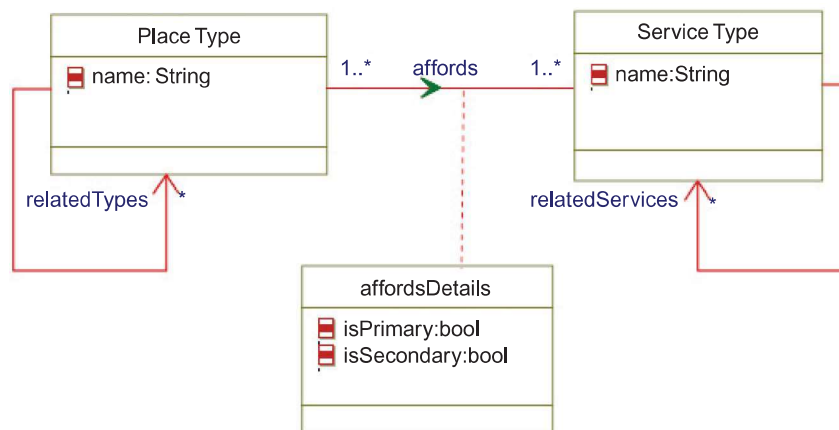 Place Type
name: String
1..*
affords
1..*
Service Type
name:String
relatedTypes
*
relatedServices
*
affordsDetails
isPrimary:bool
isSecondary:bool